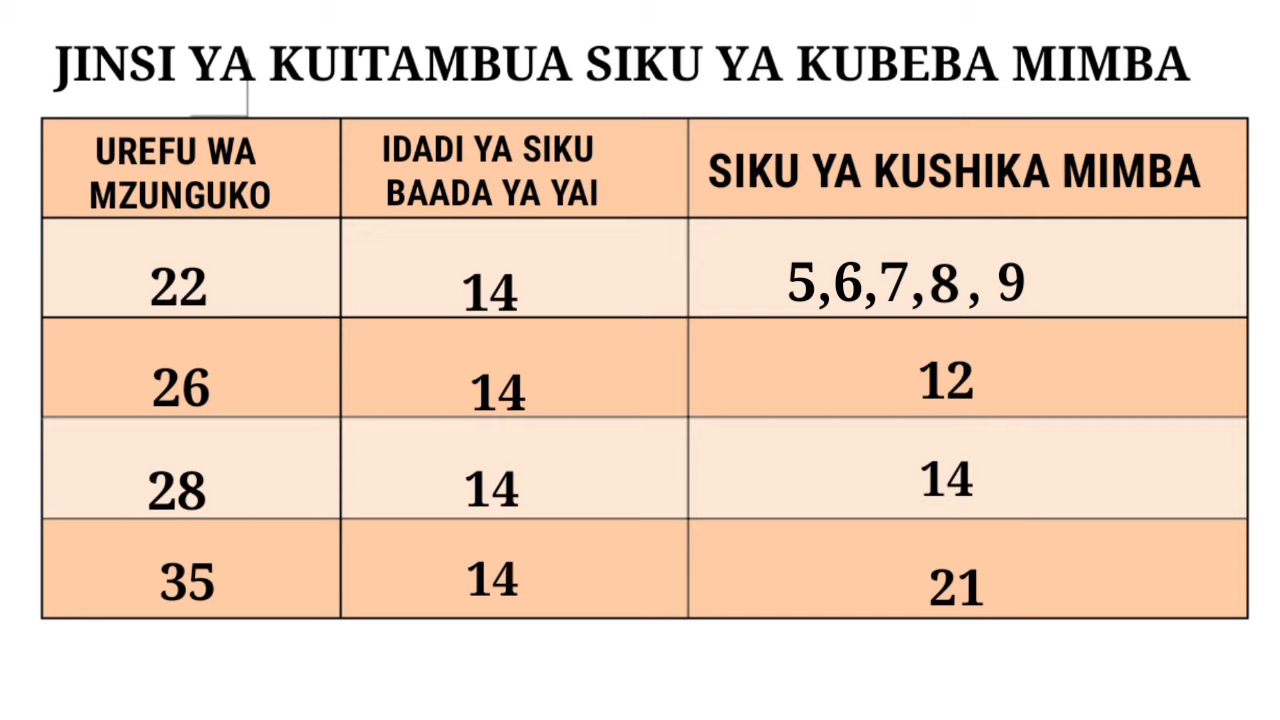 JINSI YA KUITAMBUA SIKU YA KUBEBA MIMBA
UREFU WA
MZUNGUKO
IDADI YA SIKU
BAADA YA YAI
SIKU YA KUSHIKA MIMBA
22
14
5,6,7,8 , 9
26
14
12
28
14
14
35
14
21